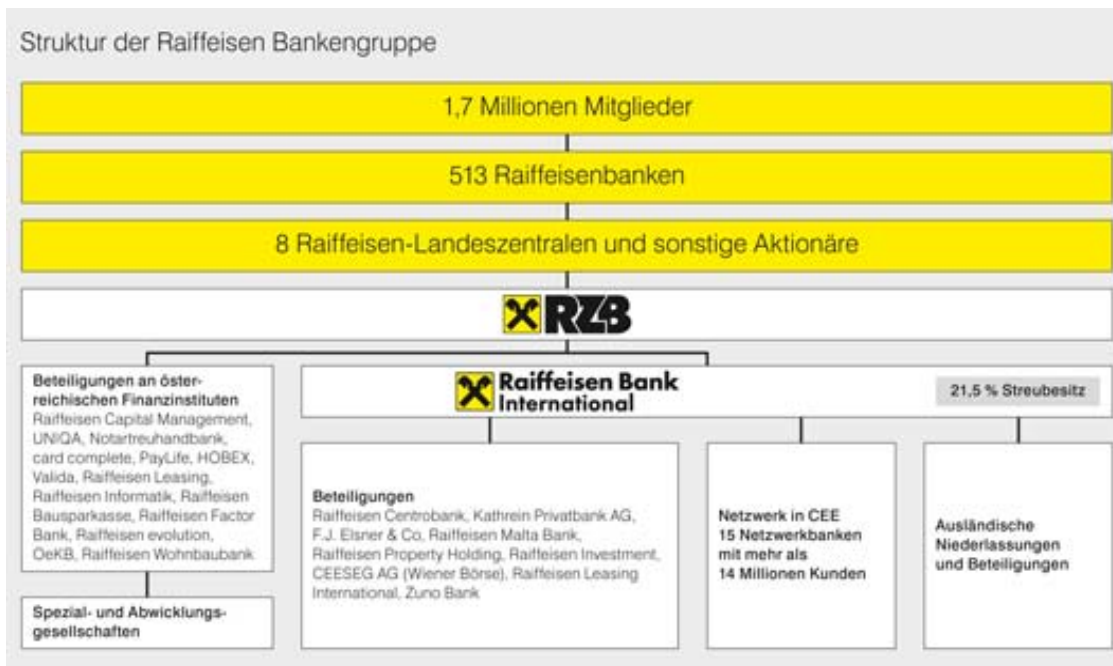 Struktur der Raiffeisen Bankengruppe
1,7 Millionen Mitglieder
513 Raiffeisenbanken
8 Raiffeisen-Landeszentralen und sonstige Aktionäre
RZB
Beteiligungen an öster-
reichischen Finanzinstituten
Raiffeisen Capital Management,
UNIQA, Notartreuhandbank,
card complete, PayLife, HOBEX,
Valida, Raiffeisen Leasing,
Raiffeisen Informatik, Raiffeisen
Bausparkasse, Raiffeisen Factor
Bank, Raiffeisen evolution,
OeKB, Raiffeisen Wohnbaubank
Spezial- und Abwicklungs-
gesellschaften
Raiffeisen Bank
International
21,5 % Streubesitz
Beteiligungen
Raiffeisen Centrobank, Kathrein Privatbank AG,
F.J. Elsner & Co, Raiffeisen Malta Bank,
Raiffeisen Property Holding, Raiffeisen Investment,
CEESEG AG (Wiener Börse), Raiffeisen Leasing
International, Zuno Bank
Netzwerk in CEE
15 Netzwerkbanken
mit mehr als
14 Millionen Kunden
Ausländische
Niederlassungen
und Beteiligungen